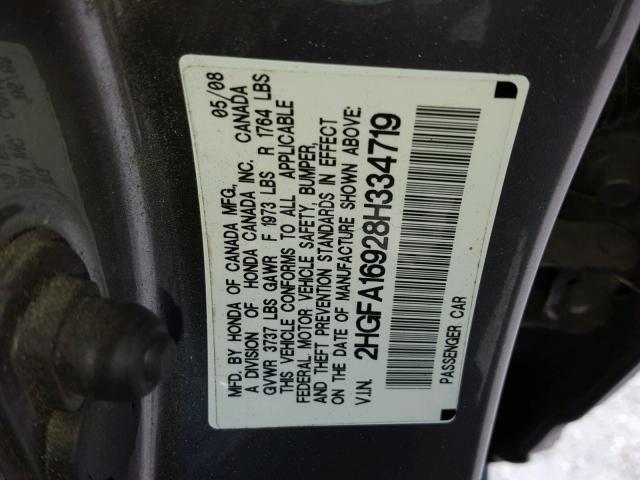 MFD. BY HONDA OF CANADA MFG., 05/08
A DIVISION OF HONDA CANADA INC. CANADA
GVWR 3737 LBS GAWR F 1973 LBS R 1764 LBS
THIS VEHICLE CONFORMS TO ALL APPLICABLE
FEDERAL MOTOR VEHICLE SAFETY, BUMPER,
AND THEFT PREVENTION STANDARDS IN EFFECT
ON THE DATE OF MANUFACTURE SHOWN ABOVE:
V.I.N. 2HGFA16928H334719
PASSENGER CAR